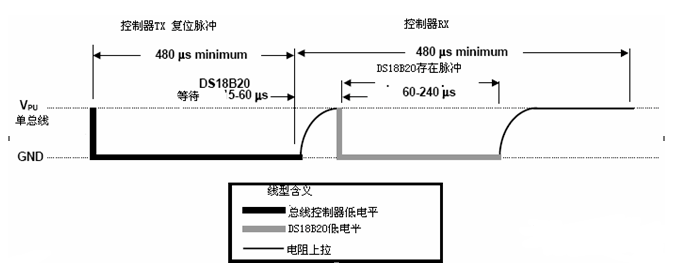 控制器TX 复位脉冲
控制器RX
480 µs minimum
480 µs minimum
DS18B20
等待 15-60 µs
DS18B20存在脉冲
60-240 µs
VPU
单总线
GND
线型含义
总线控制器低电平
DS18B20低电平
电阻上拉